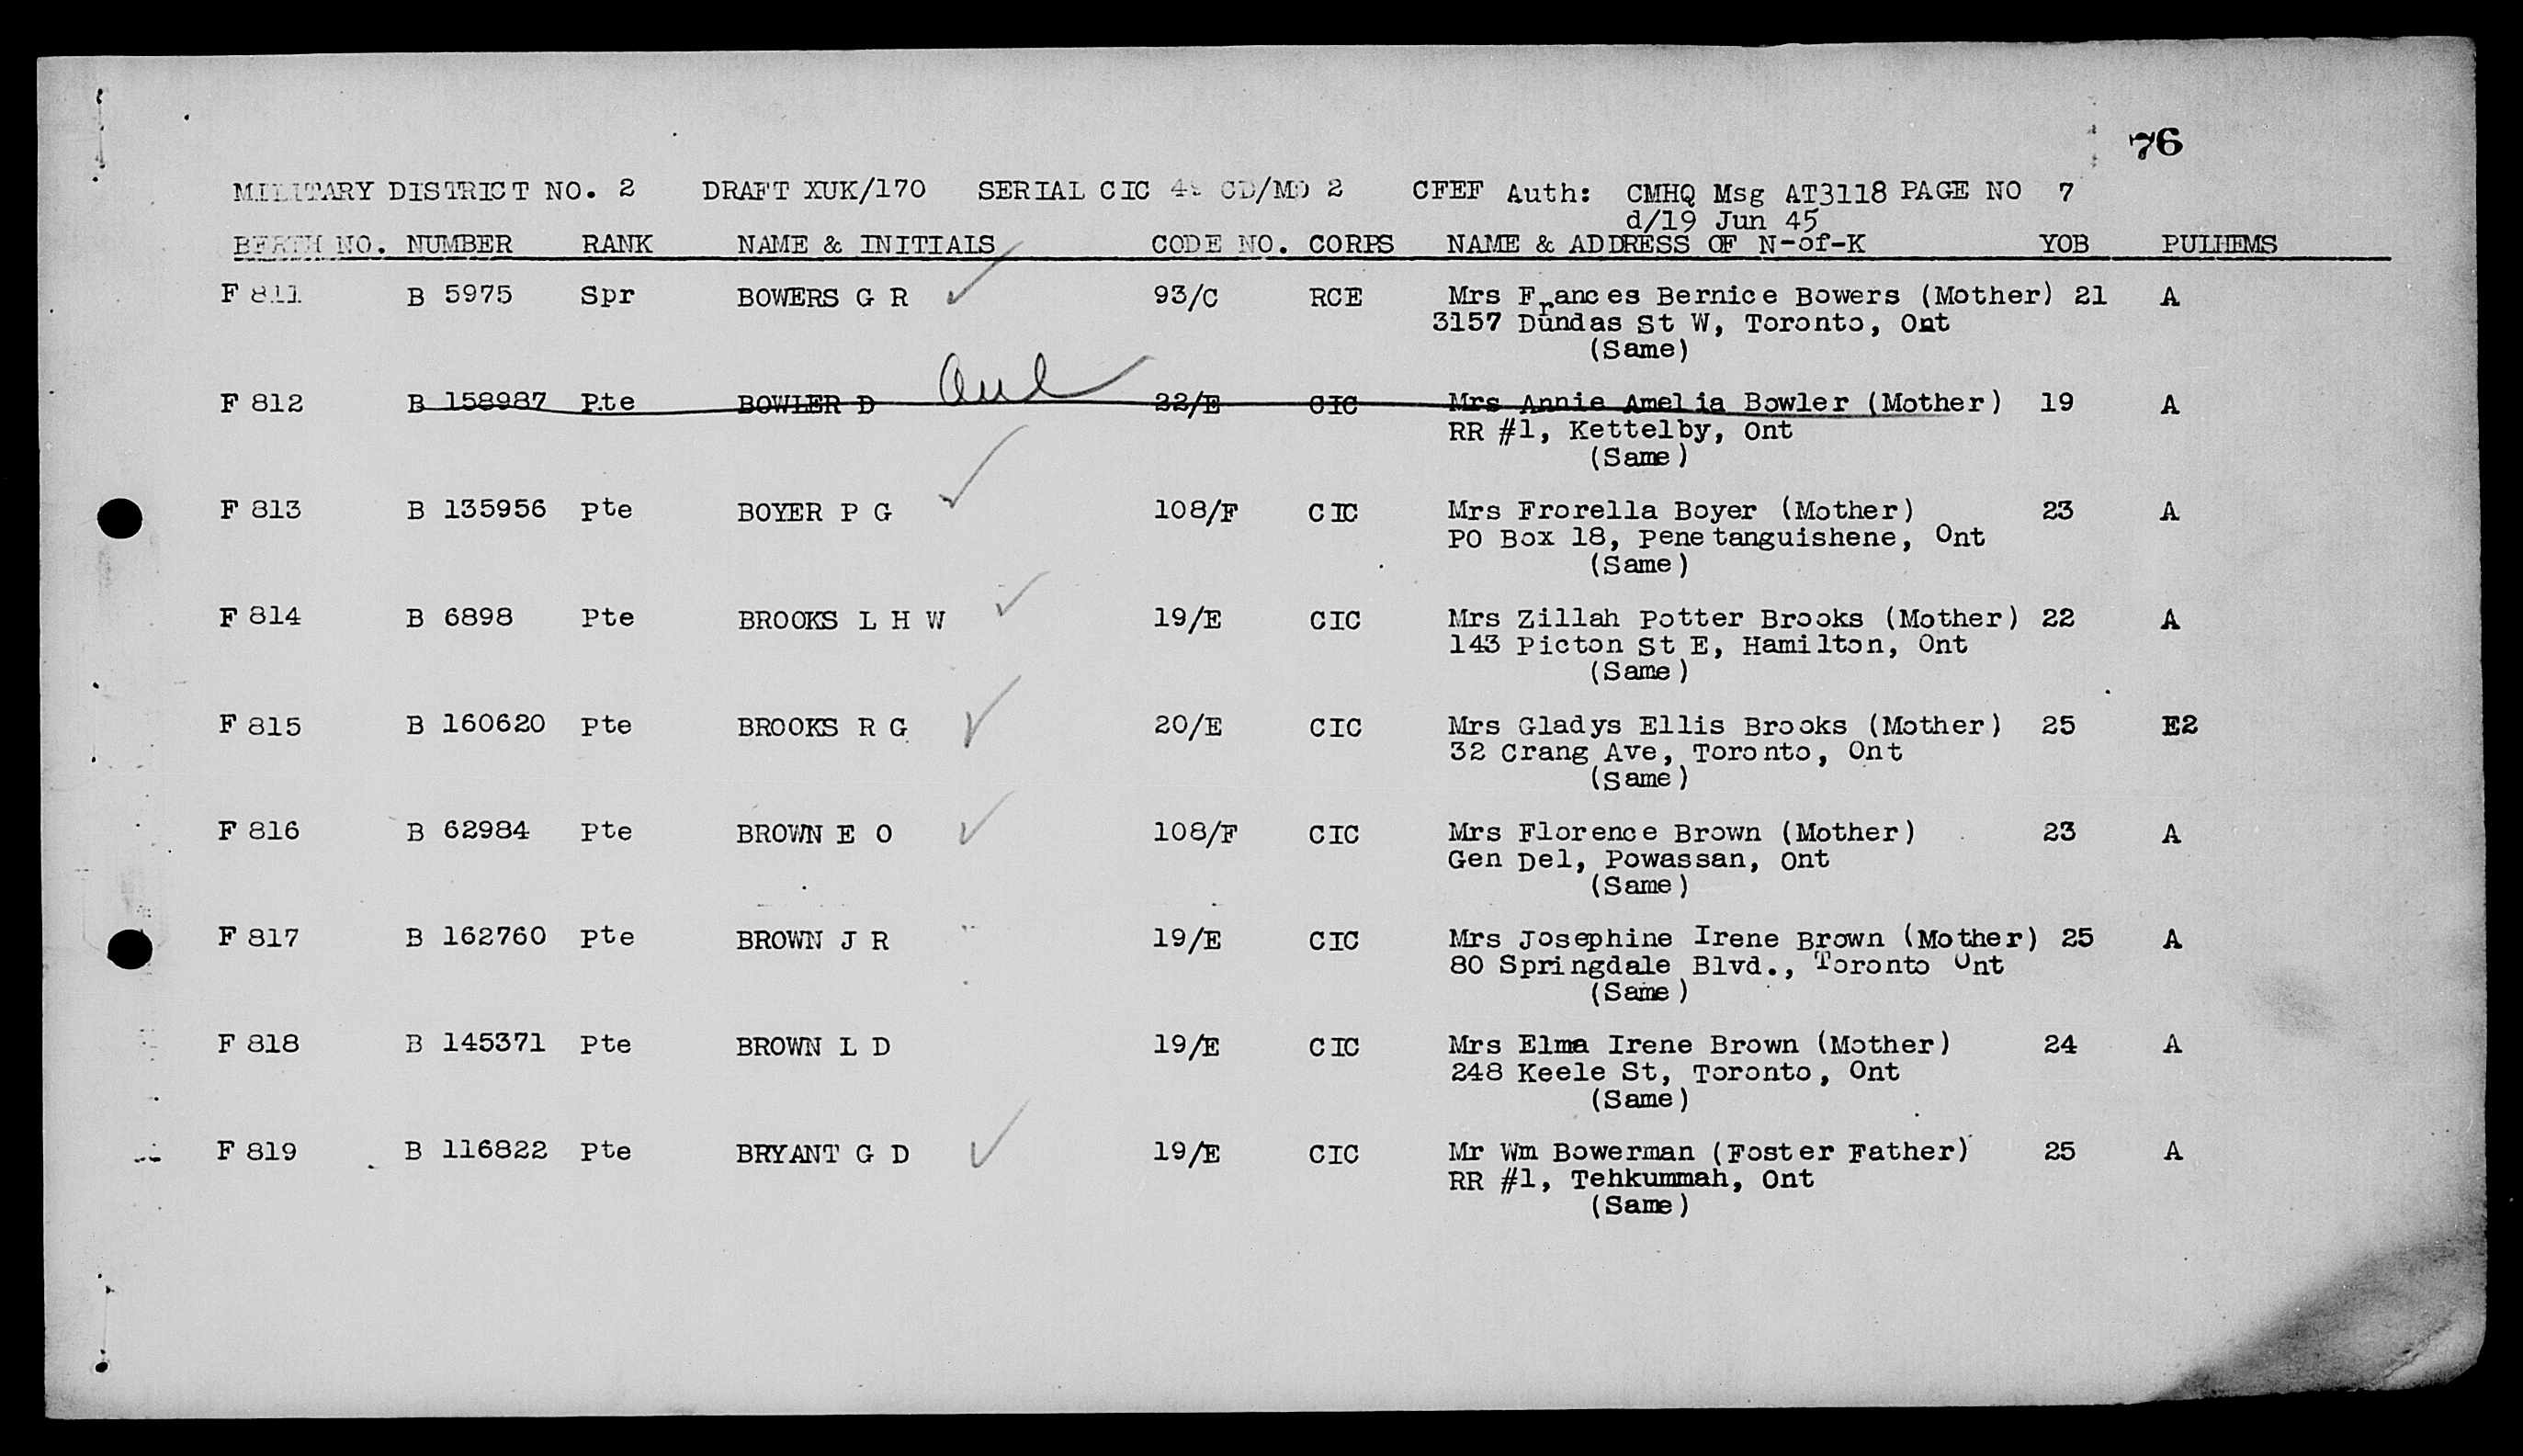 76
MILITARY DISTRICT NO. 2 DRAFT XUK/170 SERIAL CIC CD/MD 2 CFEF Auth: CMHQ Msg AT3118 PAGE NO 7
d/19 Jun 45
BERTH NO. NUMBER RANK NAME & INITIALS CODE NO. CORPS NAME & ADDRESS OF N-of-K YOB PULHEMS
F 811 B 5975 Spr BOWERS G R ✓ 93/C RCE Mrs Frances Bernice Bowers (Mother) 21 A
3157 Dundas St W, Toronto, Ont
(Same)
F 812 B 158987 Pte BOWLER D 22/E CIC Mrs Annie Amelia Bowler (Mother) 19 A
RR #1, Kettelby, Ont
(Same)
F 813 B 135956 Pte BOYER P G ✓ 108/F CIC Mrs Frorella Boyer (Mother) 23 A
PO Box 18, Penetanguishene, Ont
(Same)
F 814 B 6898 Pte BROOKS L H W ✓ 19/E CIC Mrs Zillah Potter Brooks (Mother) 22 A
143 Picton St E, Hamilton, Ont
(Same)
F 815 B 160620 Pte BROOKS R G ✓ 20/E CIC Mrs Gladys Ellis Brooks (Mother) 25 E2
32 Crang Ave, Toronto, Ont
(Same)
F 816 B 62984 Pte BROWN E O ✓ 108/F CIC Mrs Florence Brown (Mother) 23 A
Gen Del, Powassan, Ont
(Same)
F 817 B 162760 Pte BROWN J R 19/E CIC Mrs Josephine Irene Brown (Mother) 25 A
80 Springdale Blvd., Toronto Ont
(Same)
F 818 B 145371 Pte BROWN L D 19/E CIC Mrs Elma Irene Brown (Mother) 24 A
248 Keele St, Toronto, Ont
(Same)
F 819 B 116822 Pte BRYANT G D ✓ 19/E CIC Mr Wm Bowerman (Foster Father) 25 A
RR #1, Tehkummah, Ont
(Same)